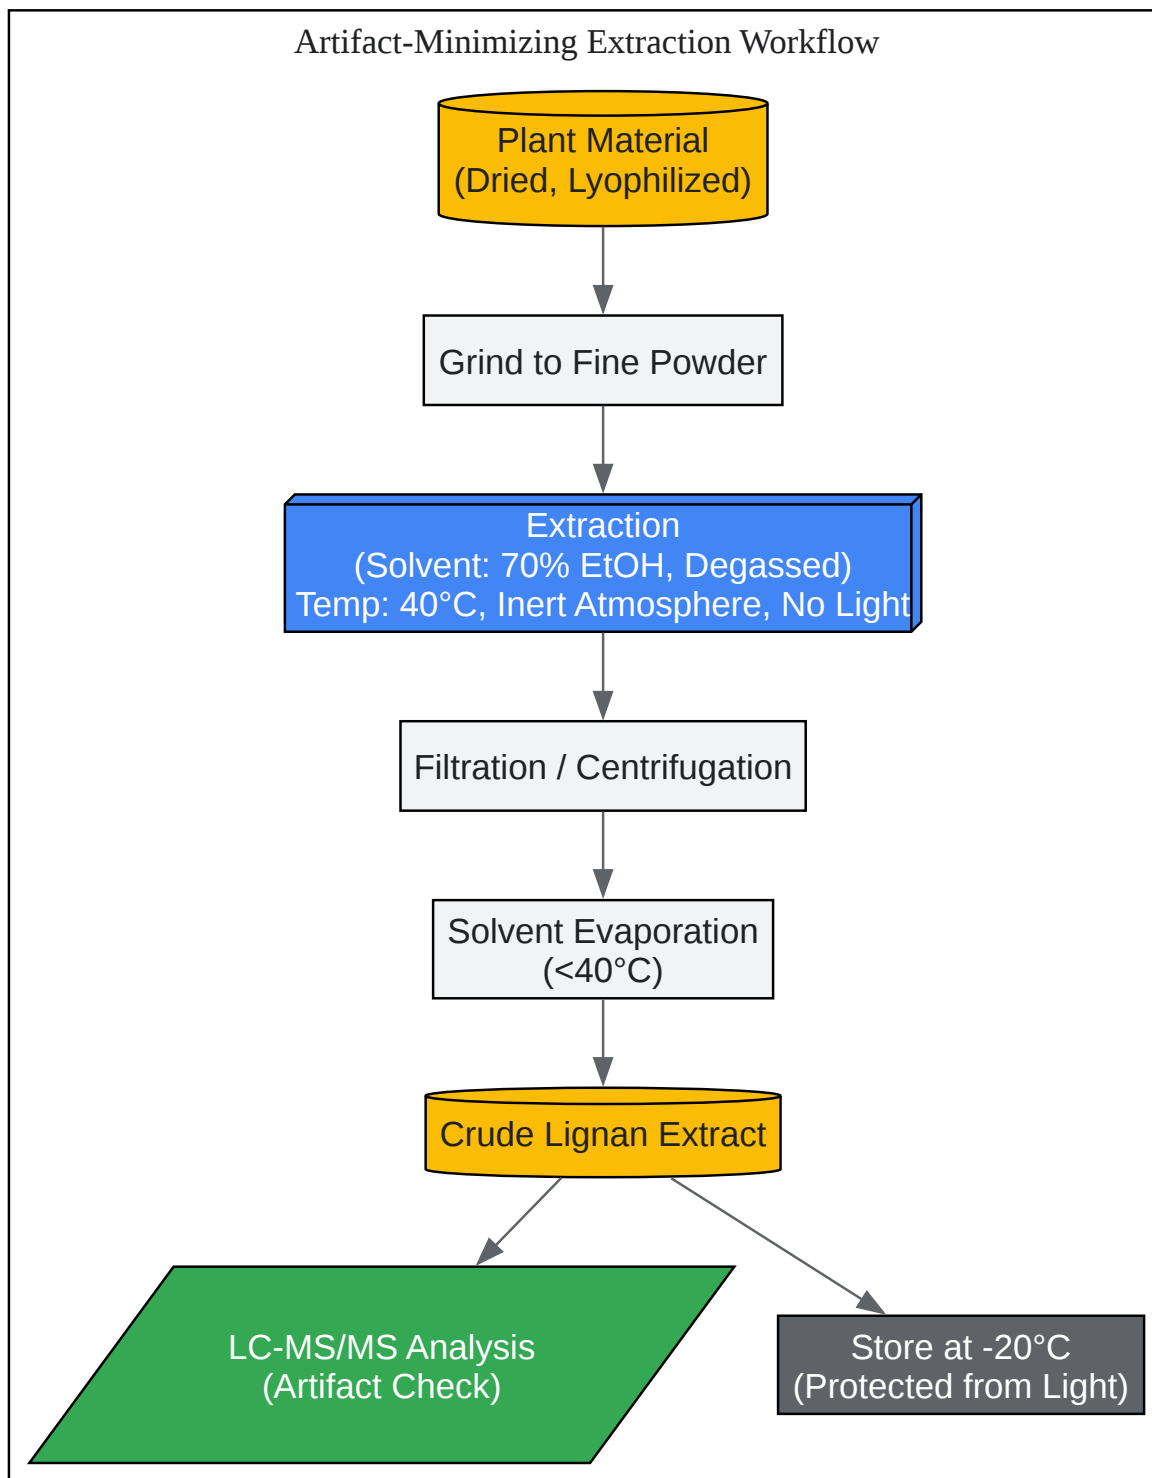 Artifact-Minimizing Extraction Workflow
Plant Material
(Dried, Lyophilized)
Grind to Fine Powder
Extraction
(Solvent: 70% EtOH, Degassed)
Temp: 40°C, Inert Atmosphere, No Light
Filtration / Centrifugation
Solvent Evaporation
(<40°C)
Crude Lignan Extract
LC-MS/MS Analysis
(Artifact Check)
Store at -20°C
(Protected from Light)